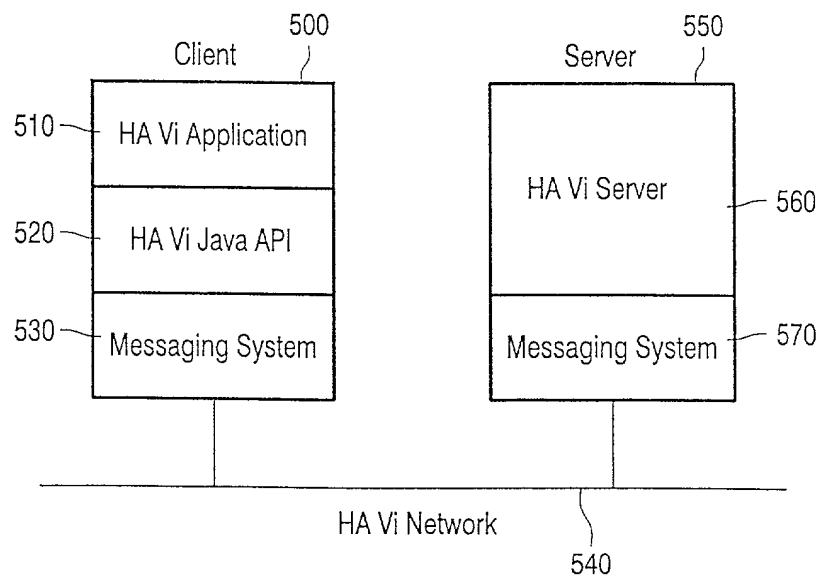 Client
500
Server
550
510
HA Vi Application
HA Vi Server
560
520
HA Vi Java API
530
Messaging System
Messaging System
570
HA Vi Network
540